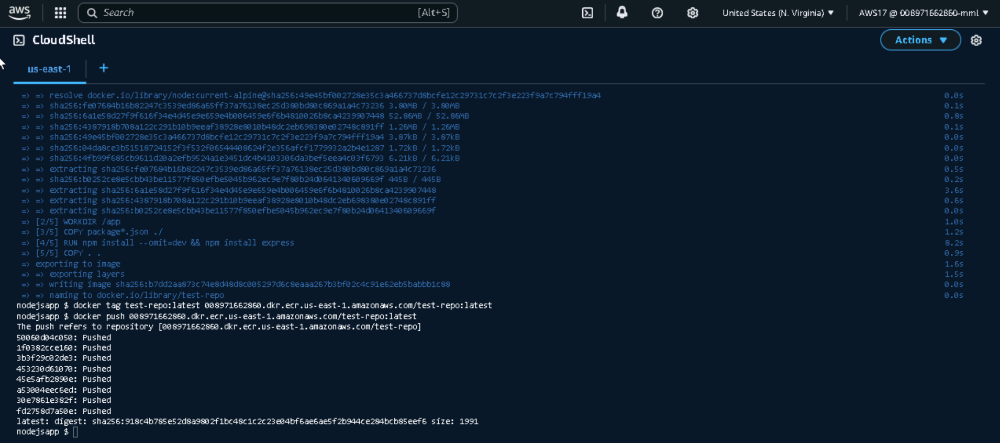 aws
Search [Alt+S]
United States (N. Virginia) ▼
AWS17 @ 008971662860-mml ▼
CloudShell
Actions ▼
us-east-1 +
=> => resolve docker.io/library/node:current-alpine@sha256:49e45bf002728e35c3a466737d8bcfe12c29731c7c2f3e223f9a7c794fff19a4 0.0s
=> => sha256:fe07684b16b82247c3539ed86a65ff37a76138ec25d380bd80c869a1a4c73236 3.80MB / 3.80MB 0.1s
=> => sha256:6a1e58d27f9f616f34e4d45e9e659e4b006459e6f6b4810026b8ca4239907448 52.86MB / 52.86MB 0.8s
=> => sha256:4387918b708a122c291b10b9eeaf38928e8010b48dc2eb698380e02748c891ff 1.26MB / 1.26MB 0.1s
=> => sha256:49e45bf002728e35c3a466737d8bcfe12c29731c7c2f3e223f9a7c794fff19a4 3.87kB / 3.87kB 0.0s
=> => sha256:04da8ce3b51518724152f3f532f06544408624f2e356afcf1779932a2b4e1287 1.72kB / 1.72kB 0.0s
=> => sha256:4fb99f685cb9611d20a2efb9524a1e3451dc4b4103306da3bef5eea4c03f6793 6.21kB / 6.21kB 0.0s
=> => extracting sha256:fe07684b16b82247c3539ed86a65ff37a76138ec25d380bd80c869a1a4c73236 0.5s
=> => sha256:b0252ce8e5cbb43be11577f850efbe5045b962ec9e7f80b24d0641340609669f 445B / 445B 0.2s
=> => extracting sha256:6a1e58d27f9f616f34e4d45e9e659e4b006459e6f6b4810026b8ca4239907448 3.6s
=> => extracting sha256:4387918b708a122c291b10b9eeaf38928e8010b48dc2eb698380e02748c891ff 0.6s
=> => extracting sha256:b0252ce8e5cbb43be11577f850efbe5045b962ec9e7f80b24d0641340609669f 0.0s
=> [2/5] WORKDIR /app 1.0s
=> [3/5] COPY package*.json ./ 1.2s
=> [4/5] RUN npm install --omit=dev && npm install express 8.2s
=> [5/5] COPY . . 0.9s
=> exporting to image 1.6s
=> => exporting layers 1.5s
=> => writing image sha256:b7dd2aa873c74e8d48d8c005297d6c8eaaa267b3bf02c4c91e62eb5babbb1c88 0.0s
=> => naming to docker.io/library/test-repo 0.0s
nodejsapp $ docker tag test-repo:latest 008971662860.dkr.ecr.us-east-1.amazonaws.com/test-repo:latest
nodejsapp $ docker push 008971662860.dkr.ecr.us-east-1.amazonaws.com/test-repo:latest
The push refers to repository [008971662860.dkr.ecr.us-east-1.amazonaws.com/test-repo]
50060d04c050: Pushed
1f0382cce160: Pushed
3b3f29c02de3: Pushed
453230d61070: Pushed
45e5afb2890e: Pushed
a53004eec6ed: Pushed
30e7861e382f: Pushed
fd2758d7a50e: Pushed
latest: digest: sha256:918c4b785e52d8a9802f1bc48c1c2c23e04bf6ae6ae5f2b944ce284bcb85eef6 size: 1991
nodejsapp $